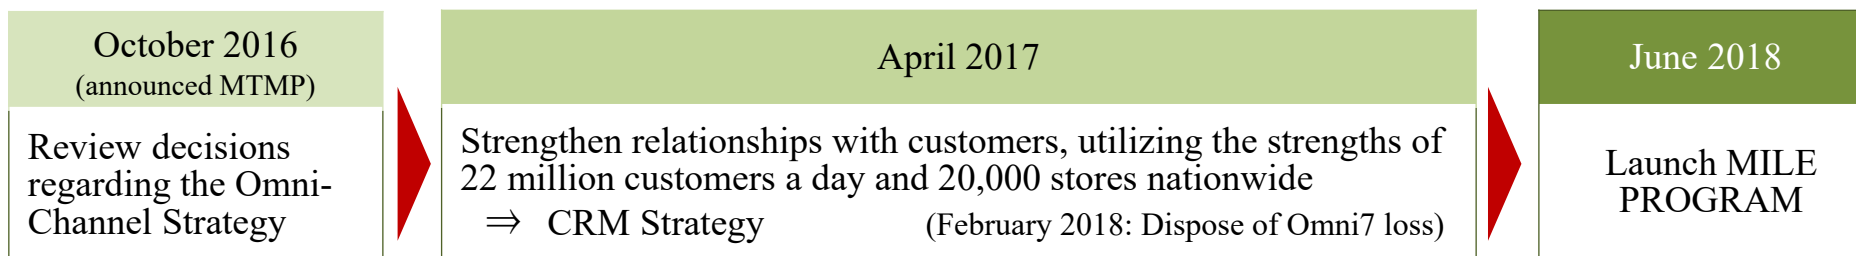 October 2016
(announced MTMP)
Review decisions
regarding the Omni-
Channel Strategy
April 2017
Strengthen relationships with customers, utilizing the strengths of
22 million customers a day and 20,000 stores nationwide
⇒ CRM Strategy (February 2018: Dispose of Omni7 loss)
June 2018
Launch MILE
PROGRAM